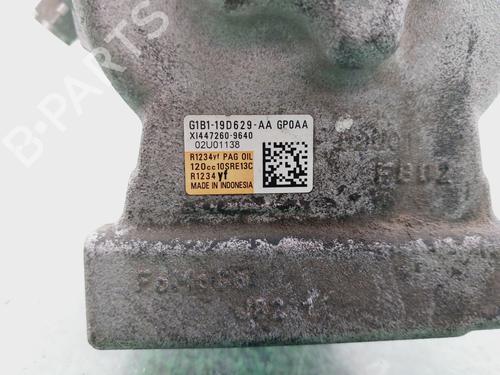 B-PARTS
G1B1-19D629-AA GP0AA
XI447260-9640
02U01138
R1234yf PAG OIL
120cc 10SRE13C
R1234yf
MADE IN INDONESIA